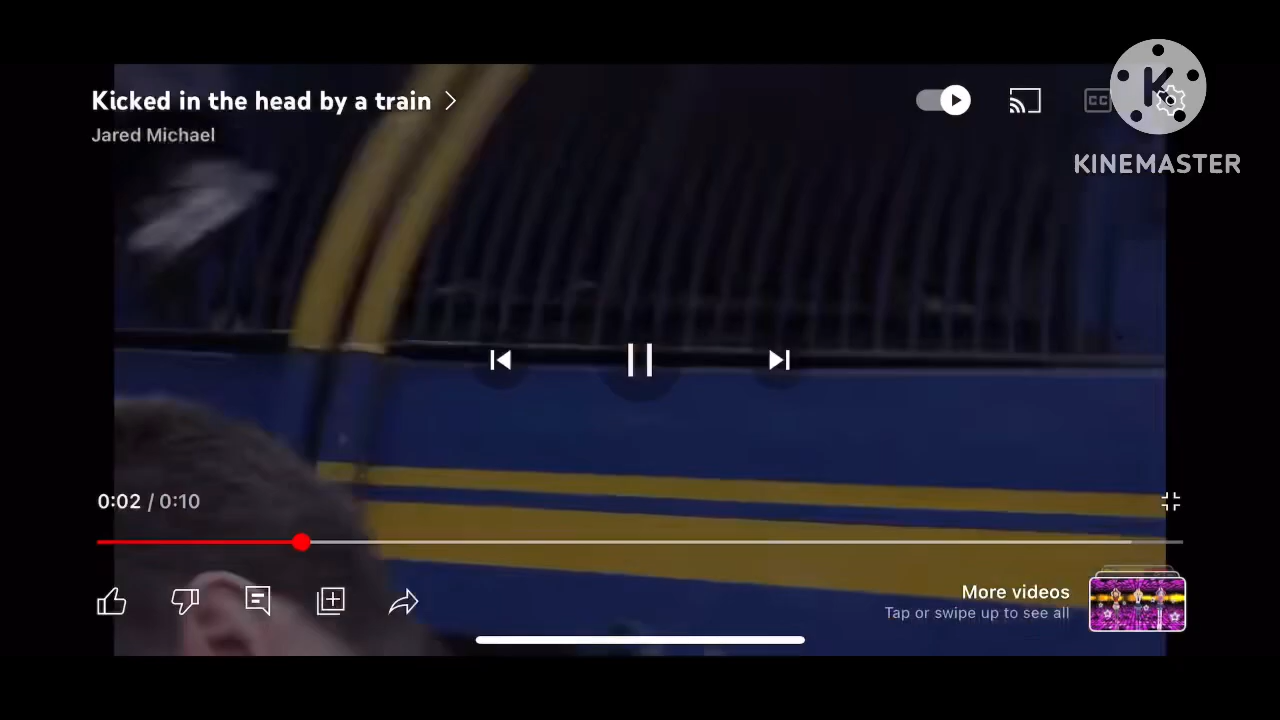 Kicked in the head by a train
Jared Michael
CC
K
KINEMASTER
0:02 / 0:10
More videos
Tap or swipe up to see all